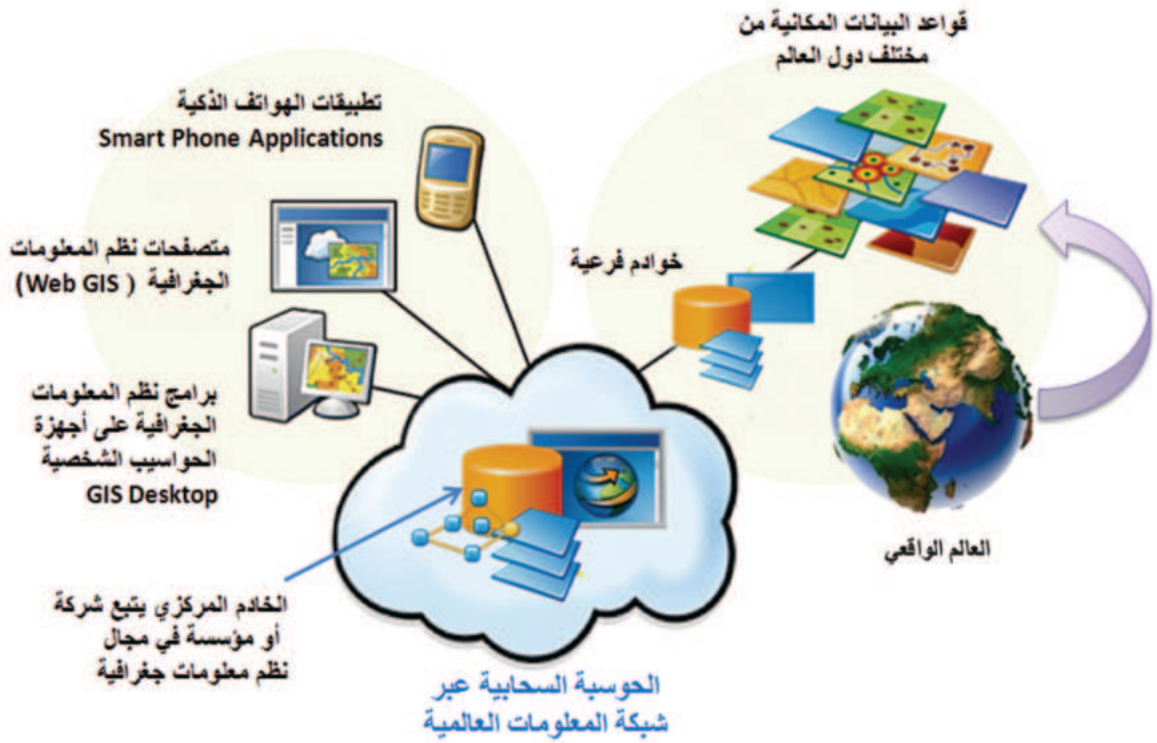 قواعد البيانات المكانية من
مختلف دول العالم
تطبيقات الهواتف الذكية
Smart Phone Applications
متصفحات نظم المعلومات
الجغرافية ( Web GIS)
خوادم فرعية
برامج نظم المعلومات
الجغرافية على أجهزة
الحواسيب الشخصية
GIS Desktop
العالم الواقعي
الخادم المركزي يتبع شركة
أو مؤسسة في مجال
نظم معلومات جغرافية
الحوسبة السحابية عبر
شبكة المعلومات العالمية